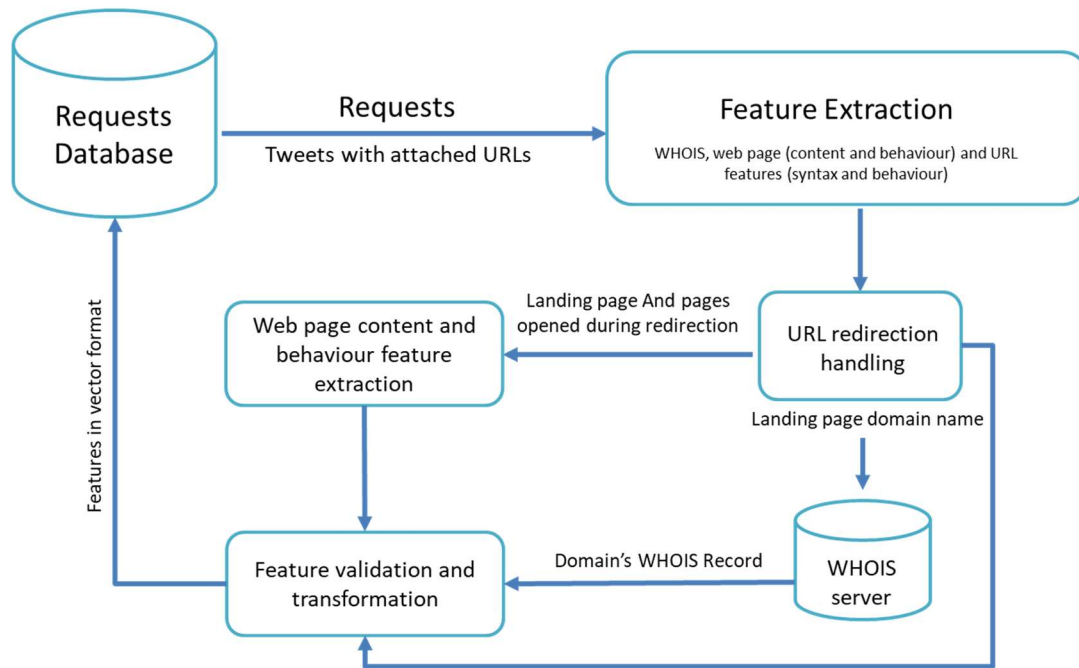 Requests
Database
Requests
Tweets with attached URLs
Feature Extraction
WHOIS, web page (content and behaviour) and URL
features (syntax and behaviour)
Landing page And pages
opened during redirection
URL redirection
handling
Web page content and
behaviour feature
extraction
Landing page domain name
Features in vector format
WHOIS
server
Domain's WHOIS Record
Feature validation and
transformation